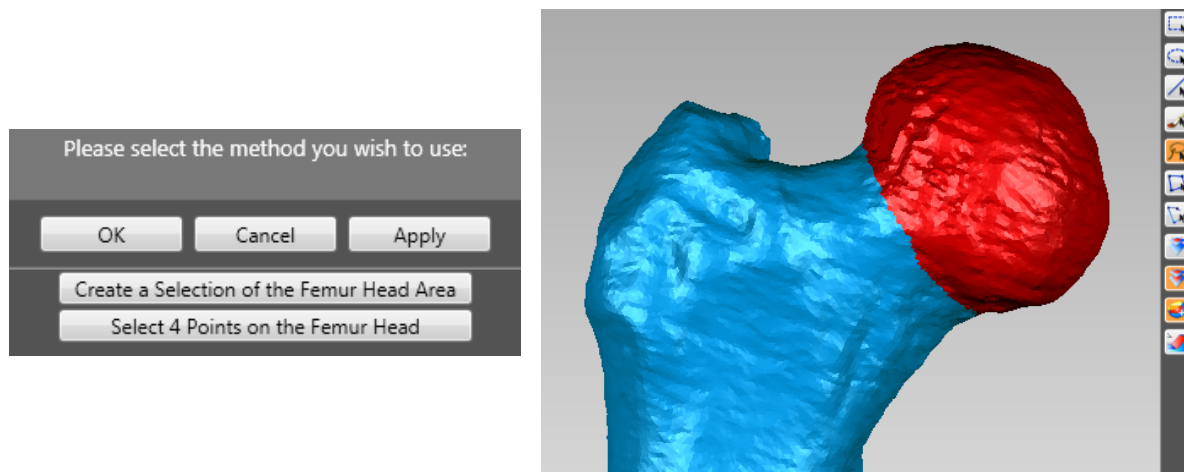 Please select the method you wish to use:
OK
Cancel
Apply
Create a Selection of the Femur Head Area
Select 4 Points on the Femur Head